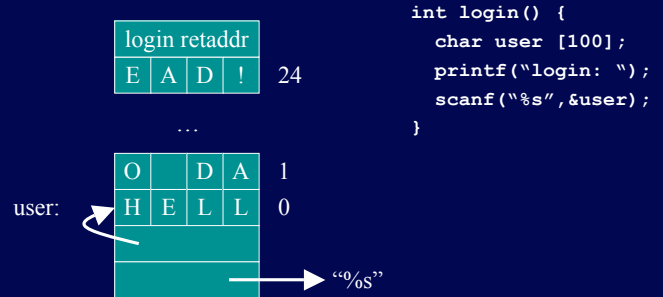 login retaddr
E A D ! 24
…
O D A 1
user: H E L L 0
“%s”
int login() {
char user [100];
printf(“login: “);
scanf(“%s”,&user);
}